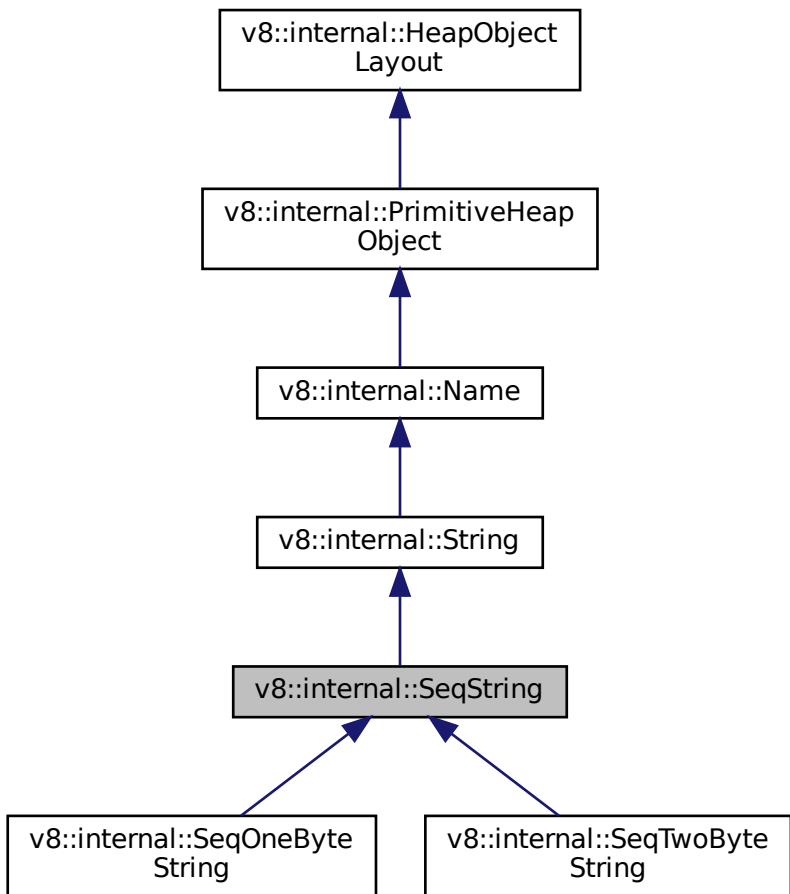 v8::internal::HeapObject
Layout
v8::internal::PrimitiveHeap
Object
v8::internal::Name
v8::internal::String
v8::internal::SeqString
v8::internal::SeqOneByte
String
v8::internal::SeqTwoByte
String